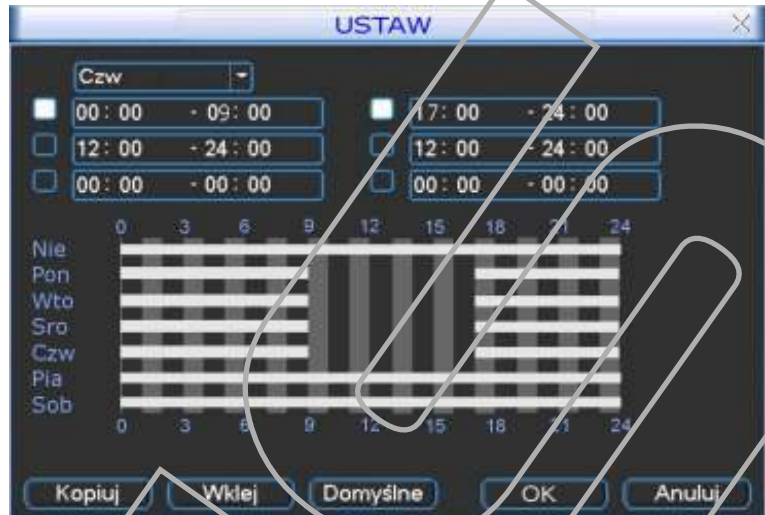 USTAW
Czw
00:00 - 09:00 17:00 - 24:00
12:00 - 24:00 12:00 - 24:00
00:00 - 00:00 00:00 - 00:00
0 3 6 9 12 15 18 21 24
Nie
Pon
Wto
Sro
Czw
Pia
Sob
0 3 6 9 12 15 18 21 24
Kopiuj Wklej Domyślne OK Anuluj